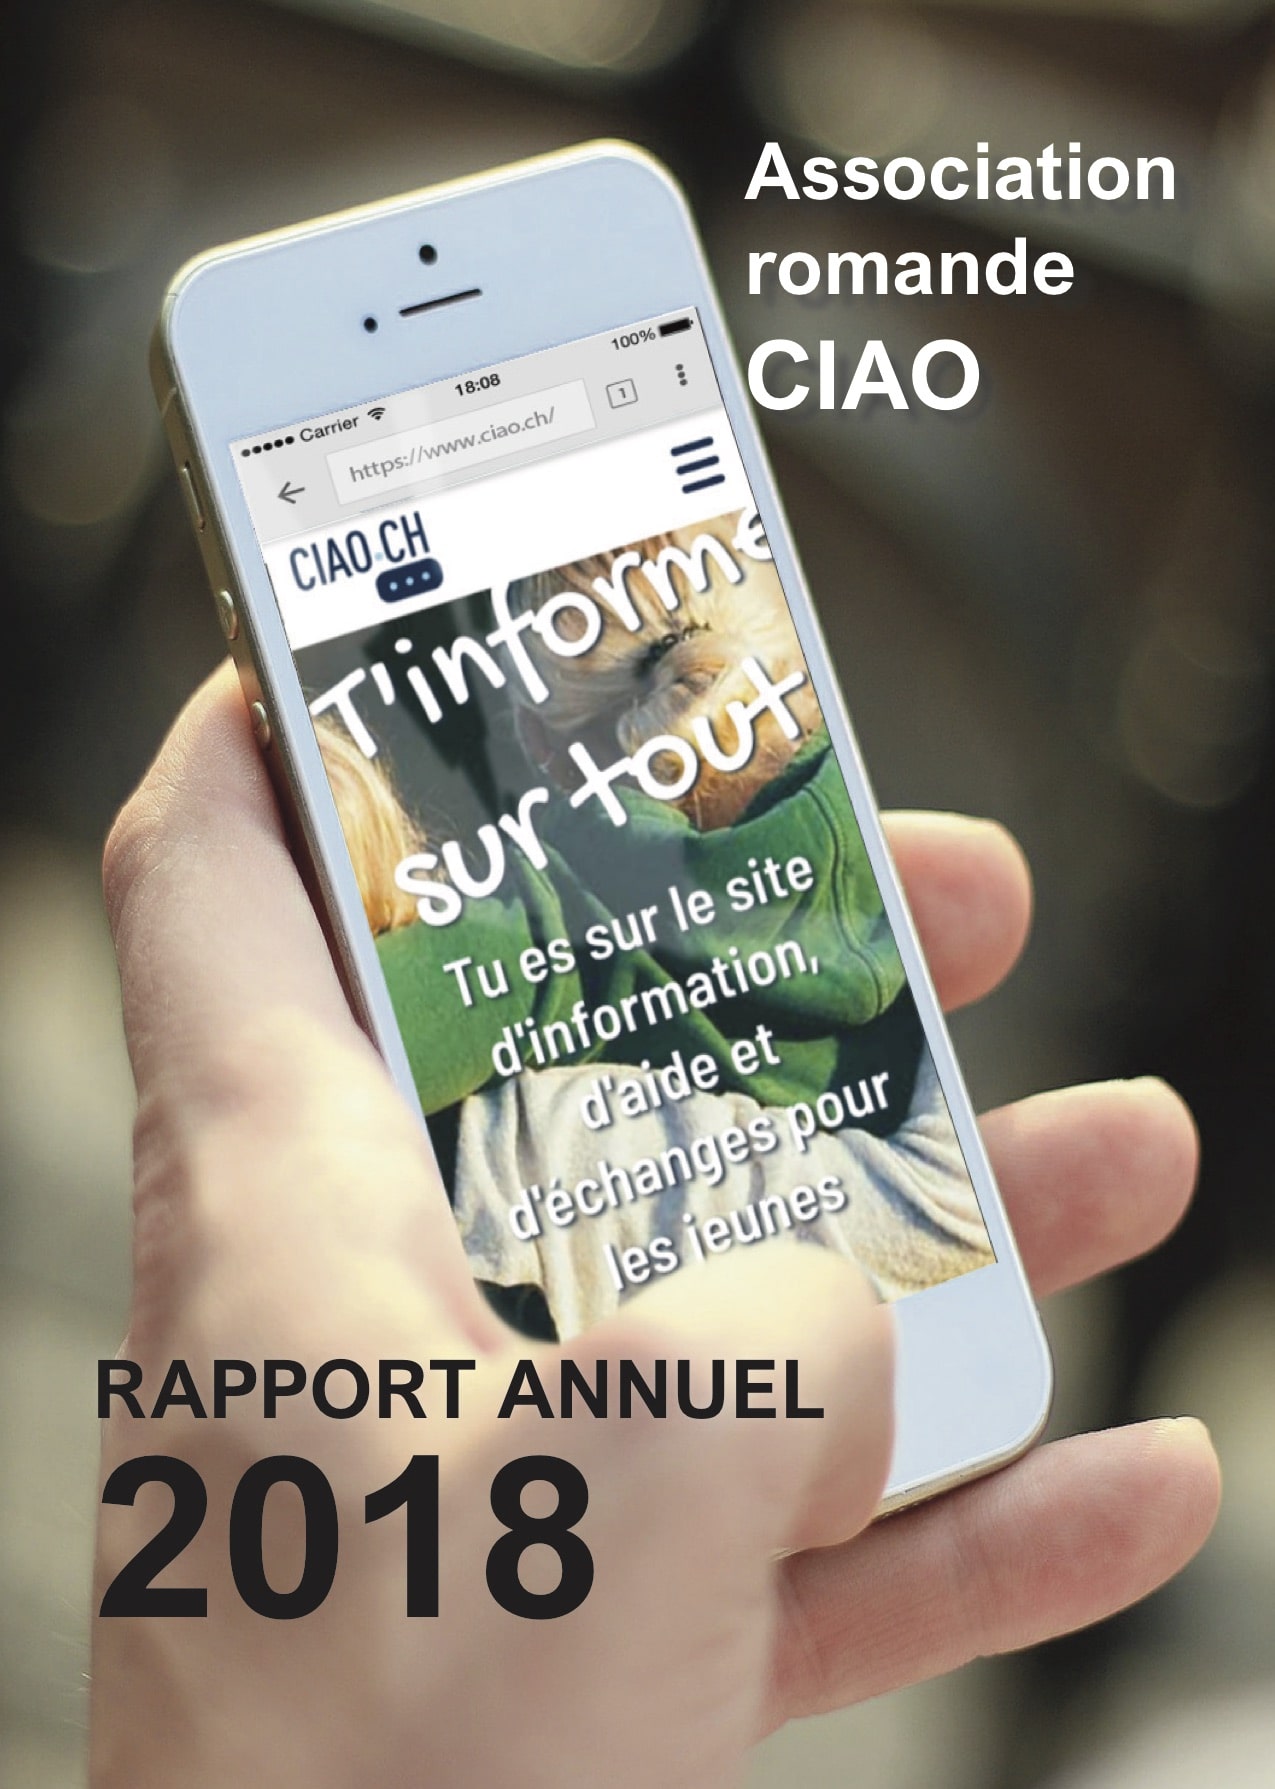 Association
romande
CIAO
100%
18:08
Carrier
1
https://www.ciao.ch/
CIAO.CH
T'informe
sur tout
Tu es sur le site
d'information,
d'aide et
d'échanges pour
les jeunes
RAPPORT ANNUEL
2018